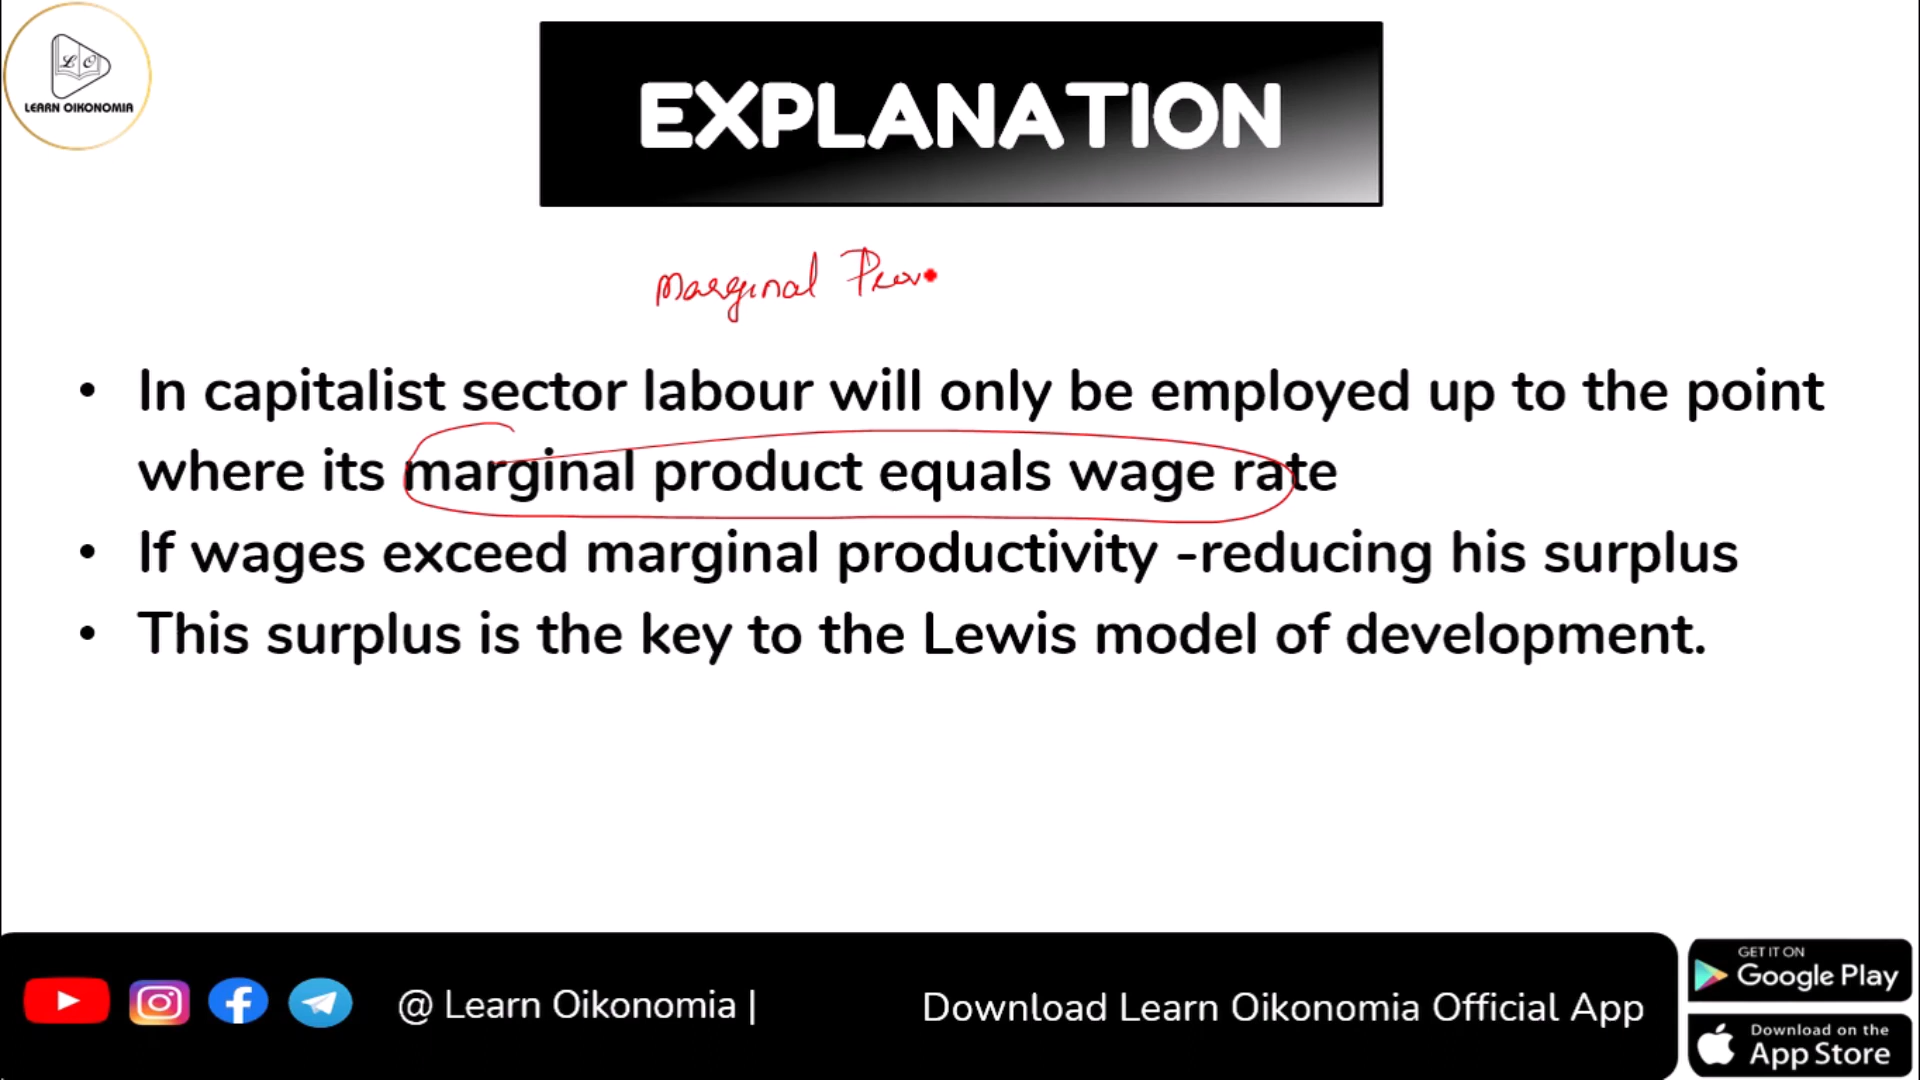 L O
LEARN OIKONOMIA
EXPLANATION
Marginal
• In capitalist sector labour will only be employed up to the point
where its marginal product equals wage rate
• If wages exceed marginal productivity -reducing his surplus
• This surplus is the key to the Lewis model of development.
@ Learn Oikonomia |
Download Learn Oikonomia Official App
GET IT ON
Google Play
Download on the
App Store